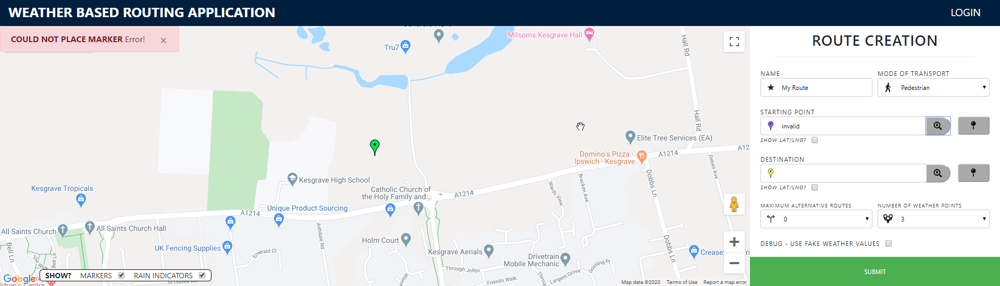 WEATHER BASED ROUTING APPLICATION
LOGIN
COULD NOT PLACE MARKER Error! ×
Tru7
Milsoms Kesgrave Hall
Hall Rd
Hall Rd
Elite Tree Services (EA)
Domino's Pizza -
Ipswich - Kesgrave
A1214
A12
Deben Ave
Kesgrave High School
Catholic Church of
the Holy Family and...
A1214
Kesgrave Tropicals
Unique Product Sourcing
A1214
Wards View
Bracken Ave
Dobbs Ln
All Saints Church
All Saints Church Hall
Ashdale Rd
Bell Ln
Holm Court
UK Fencing Supplies
Emerald Cl
Kesgrave Aerials
Drivetrain
Mobile Mechanic
Dobbs Ln
Creasey
Bell Ln
The Walk
Through Jollys
Largent Grove
Gostling Pl
Friends Walk
SHOW? MARKERS RAIN INDICATORS
Google
Map data ©2020 Terms of Use Report a map error
ROUTE CREATION
NAME
MODE OF TRANSPORT
My Route
Pedestrian
STARTING POINT
invalid
SHOW LAT/LNG?
DESTINATION
SHOW LAT/LNG?
MAXIMUM ALTERNATIVE ROUTES
NUMBER OF WEATHER POINTS
0
3
DEBUG - USE FAKE WEATHER VALUES
SUBMIT